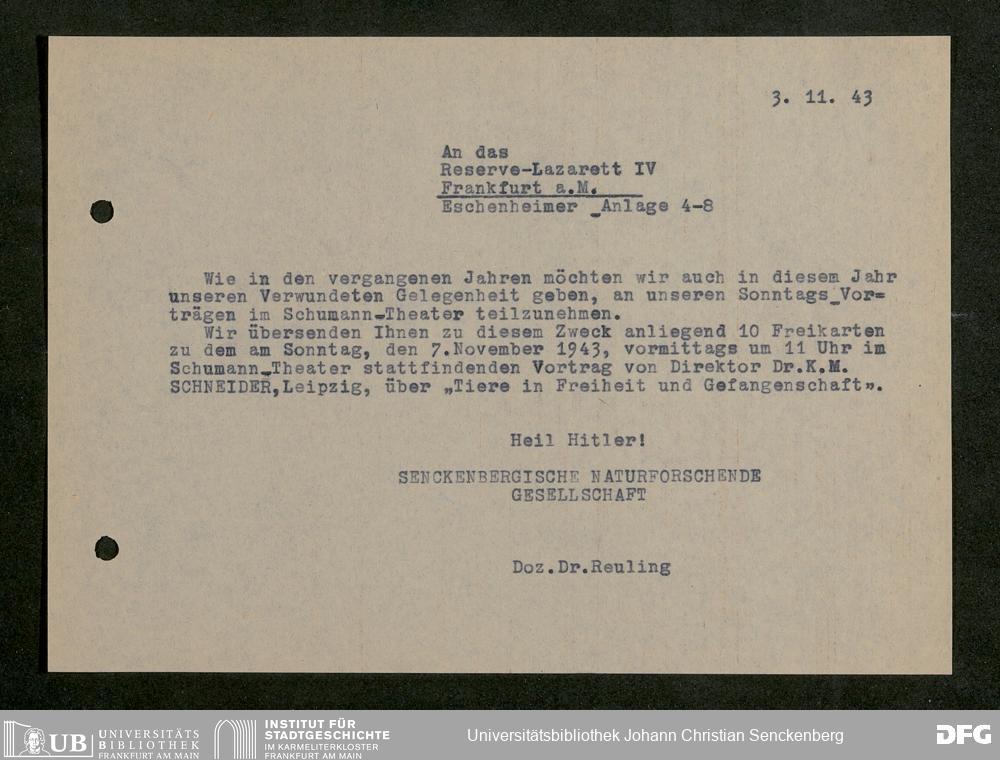 3. 11. 43
An das
Reserve-Lazarett IV
Frankfurt a.M.
Eschenheimer Anlage 4-8
Wie in den vergangenen Jahren möchten wir auch in diesem Jahr
unseren Verwundeten Gelegenheit geben, an unseren Sonntags-Vor=
trägen im Schumann-Theater teilzunehmen.
Wir übersenden Ihnen zu diesem Zweck anliegend 10 Freikarten
zu dem am Sonntag, den 7.November 1943, vormittags um 11 Uhr im
Schumann-Theater stattfindenden Vortrag von Direktor Dr.K.M.
SCHNEIDER,Leipzig, über „Tiere in Freiheit und Gefangenschaft”.
Heil Hitler!
SENCKENBERGISCHE NATURFORSCHENDE
GESELLSCHAFT
Doz.Dr.Reuling
UB UNIVERSITÄTS
BIBLIOTHEK
FRANKFURT AM MAIN
INSTITUT FÜR
STADTGESCHICHTE
IM KARMELITERKLOSTER
FRANKFURT AM MAIN
Universitätsbibliothek Johann Christian Senckenberg
DFG